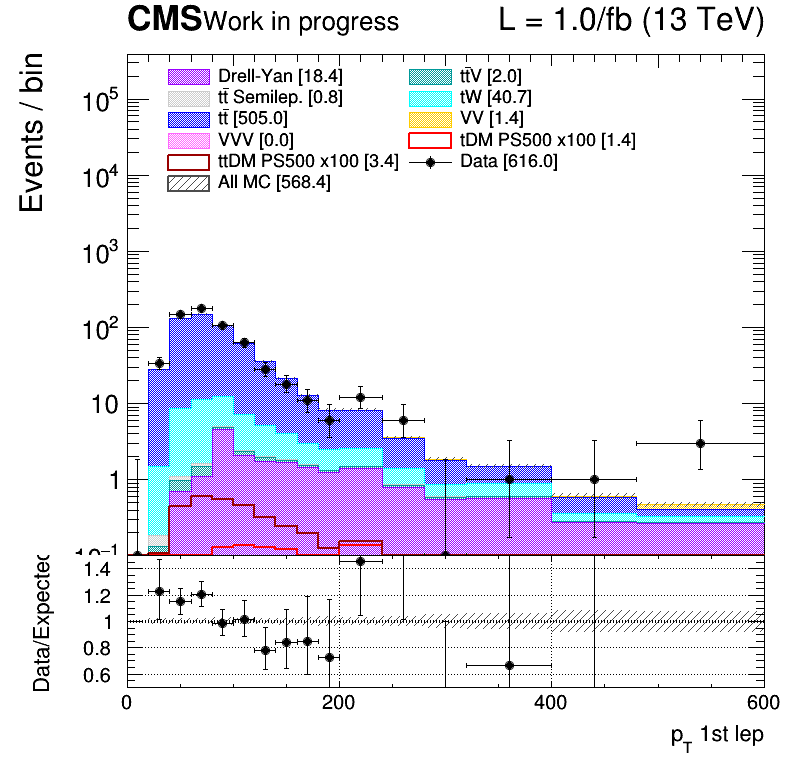 CMS Work in progress L = 1.0/fb (13 TeV)
Events / bin
Drell-Yan [18.4] tt̄V [2.0]
tt̄ Semilep. [0.8] tW [40.7]
tt̄ [505.0] VV [1.4]
VVV [0.0] tDM PS500 x100 [1.4]
ttDM PS500 x100 [3.4] Data [616.0]
All MC [568.4]
10⁵
10⁴
10³
10²
10
1
10⁻¹
Data/Expected
1.4
1.2
1
0.8
0.6
0 200 400 600
p_T 1st lep